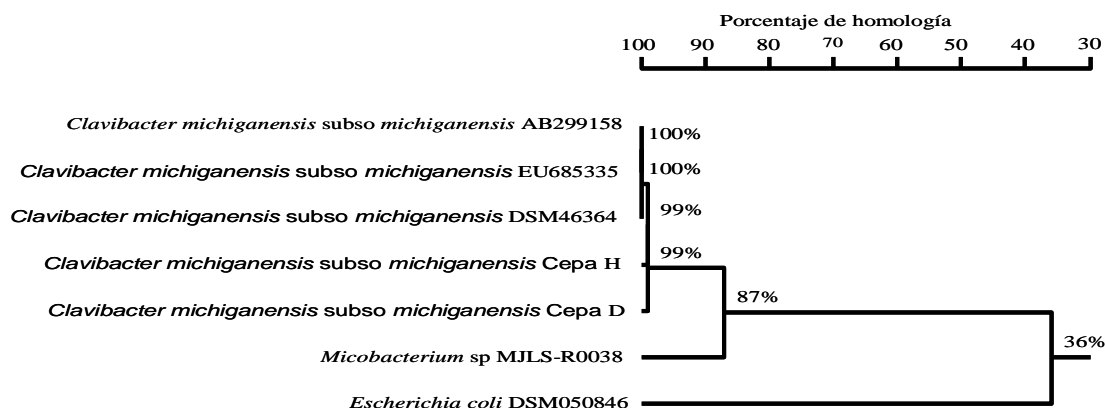 Porcentaje de homología
100 90 80 70 60 50 40 30
Clavibacter michiganensis subso michiganensis AB299158
100%
Clavibacter michiganensis subso michiganensis EU685335
100%
Clavibacter michiganensis subso michiganensis DSM46364
99%
Clavibacter michiganensis subso michiganensis Cepa H
99%
Clavibacter michiganensis subso michiganensis Cepa D
87%
Micobacterium sp MJLS-R0038
36%
Escherichia coli DSM050846